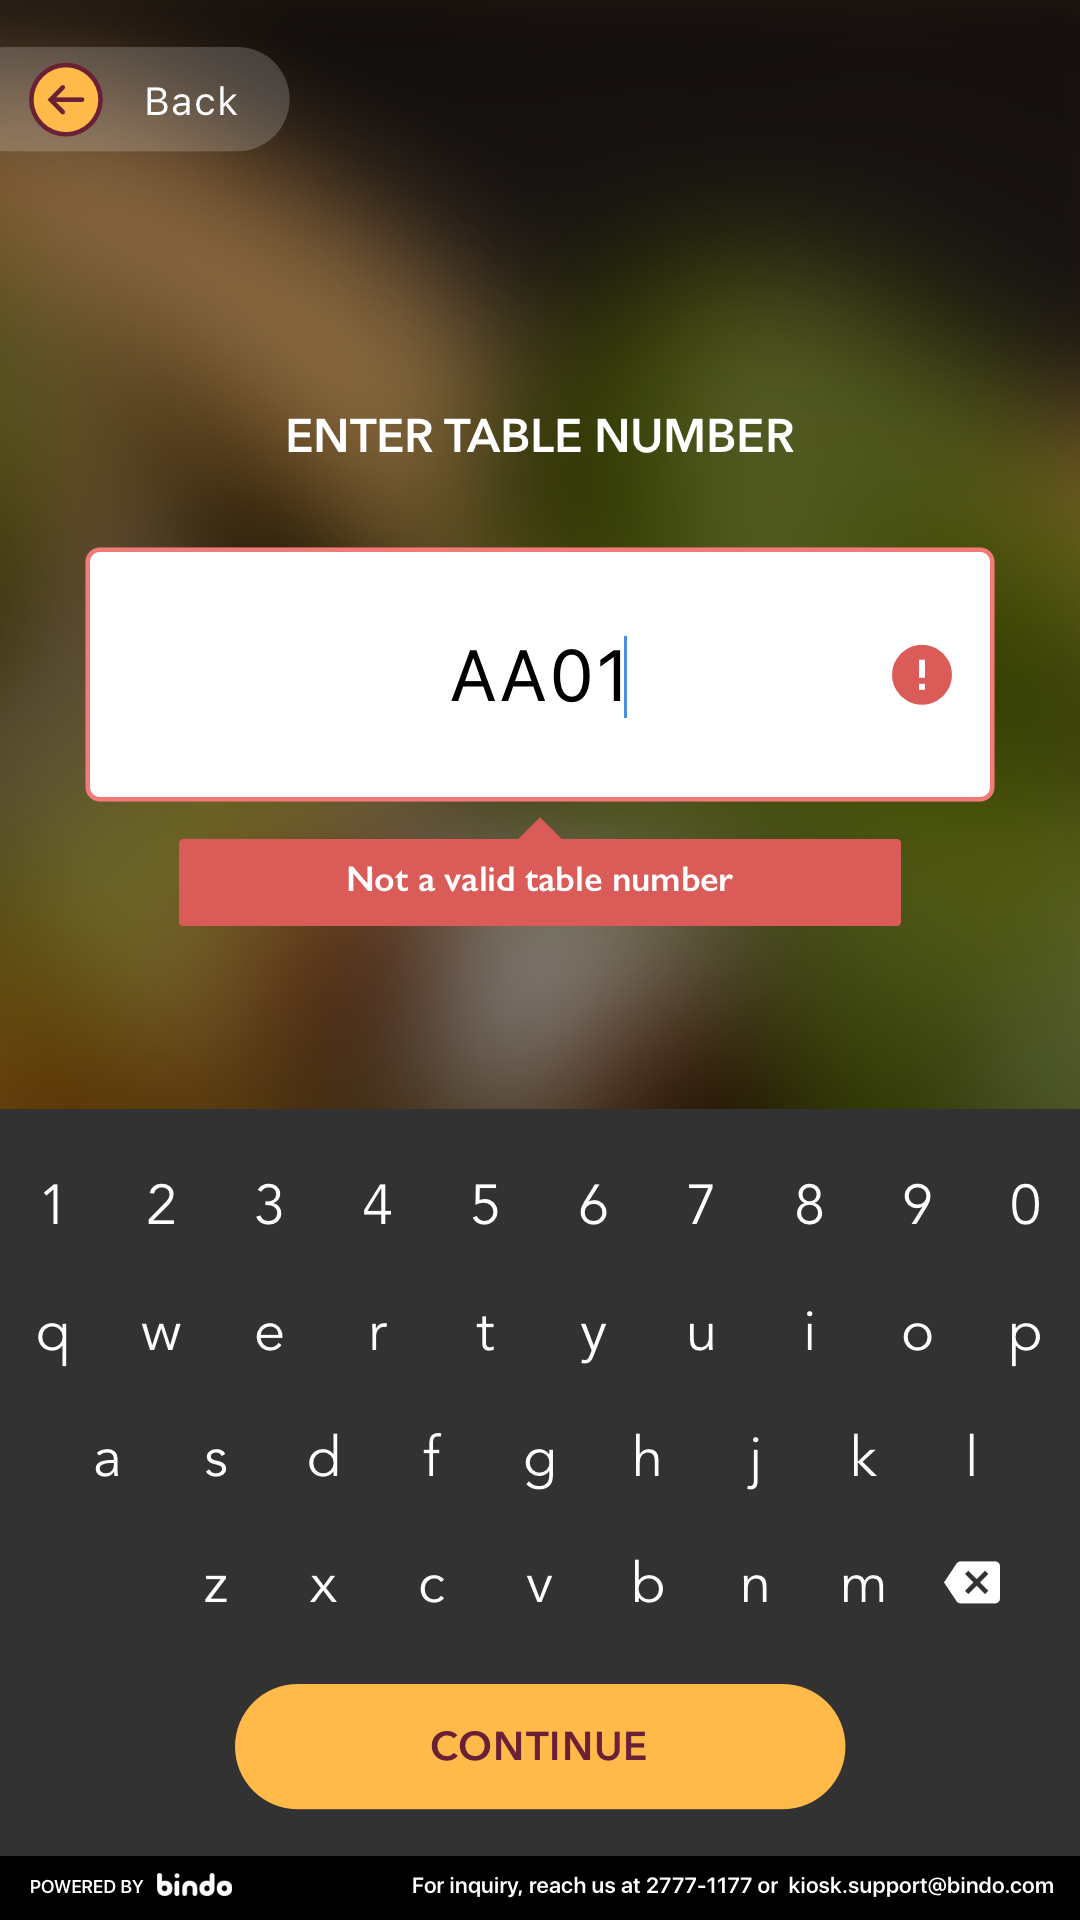 Back
ENTER TABLE NUMBER
AA01
!
Not a valid table number
1 2 3 4 5 6 7 8 9 0
q w e r t y u i o p
a s d f g h j k l
z x c v b n m
CONTINUE
POWERED BY bindo For inquiry, reach us at 2777-1177 or kiosk.support@bindo.com